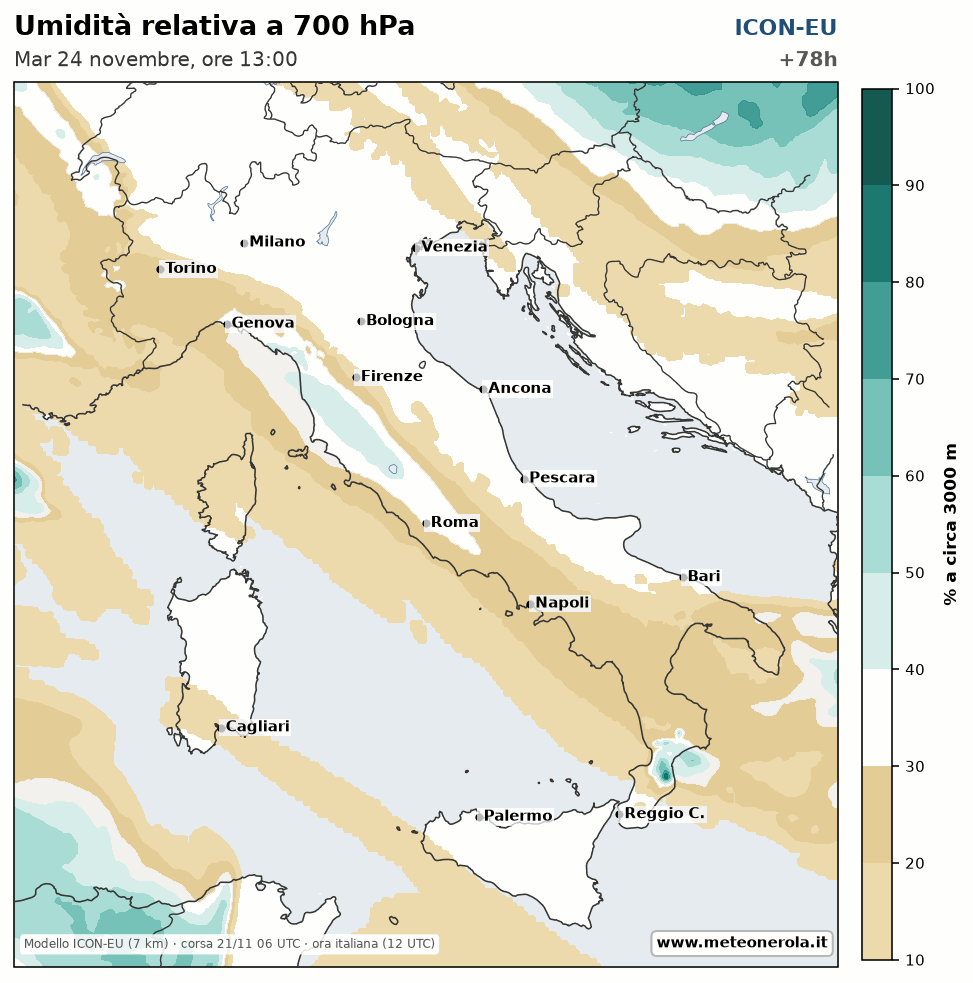 Umidità relativa a 700 hPa
ICON-EU
Mar 24 novembre, ore 13:00
+78h
100
90
80
70
60
50
40
30
20
10
% a circa 3000 m
Milano
Venezia
Torino
Genova
Bologna
Firenze
Ancona
Pescara
Roma
Bari
Napoli
Cagliari
Palermo
Reggio C.
Modello ICON-EU (7 km) · corsa 21/11 06 UTC · ora italiana (12 UTC)
www.meteonerola.it